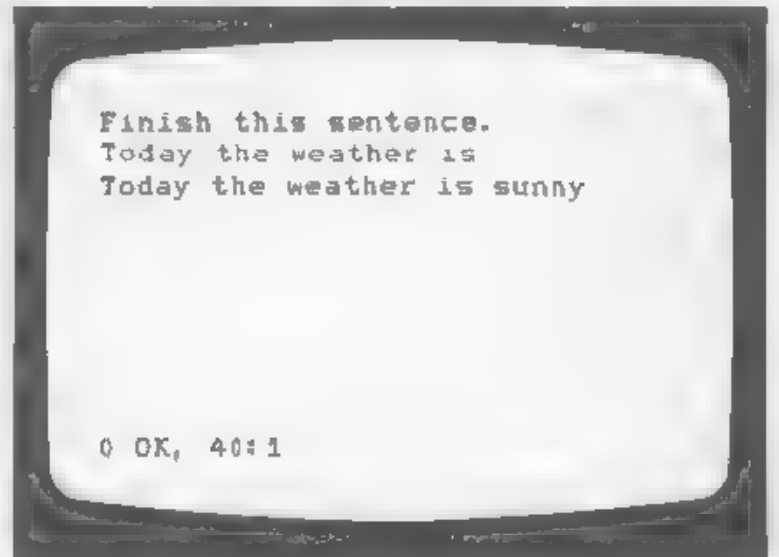 Finish this sentence.
Today the weather is
Today the weather is sunny
0 OK, 40:1